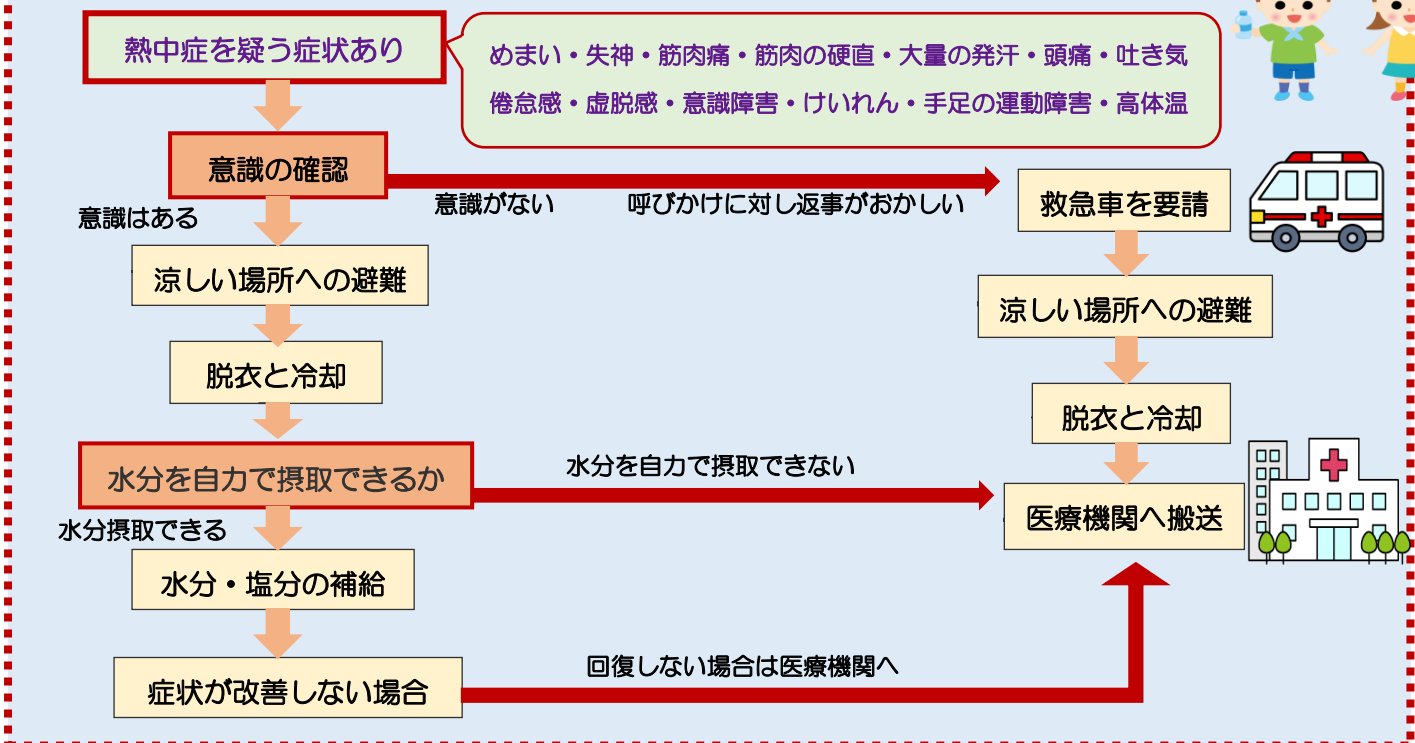 熱中症を疑う症状あり
めまい・失神・筋肉痛・筋肉の硬直・大量の発汗・頭痛・吐き気
倦怠感・虚脱感・意識障害・けいれん・手足の運動障害・高体温
意識の確認
意識はある
意識がない　呼びかけに対し返事がおかしい
救急車を要請
涼しい場所への避難
涼しい場所への避難
脱衣と冷却
脱衣と冷却
水分を自力で摂取できるか
水分を自力で摂取できない
医療機関へ搬送
水分摂取できる
水分・塩分の補給
症状が改善しない場合
回復しない場合は医療機関へ